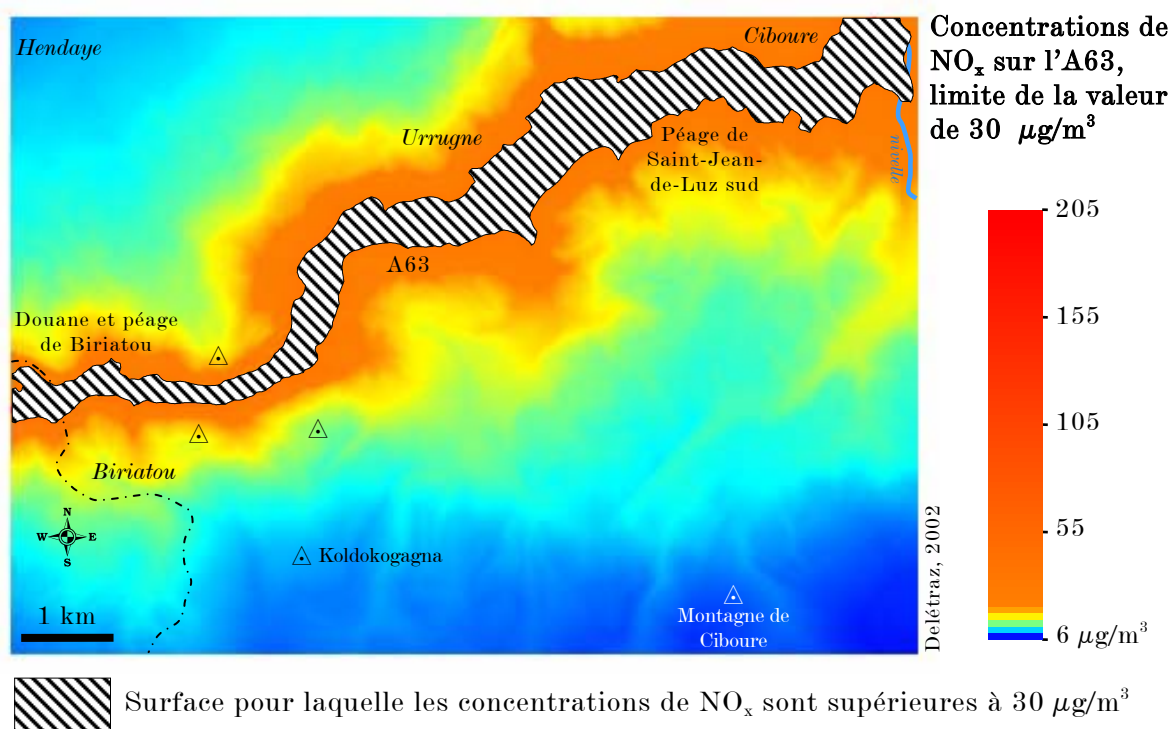 Concentrations de
NOx sur l'A63,
limite de la valeur
de 30 μg/m³
Hendaye
Ciboure
Urrugne
Péage de
Saint-Jean-
de-Luz sud
nivelle
A63
Douane et péage
de Biriatou
Biriatou
N
W E
S
Koldokogagna
1 km
Montagne de
Ciboure
Delétraz, 2002
205
155
105
55
6 μg/m³
Surface pour laquelle les concentrations de NOx sont supérieures à 30 μg/m³